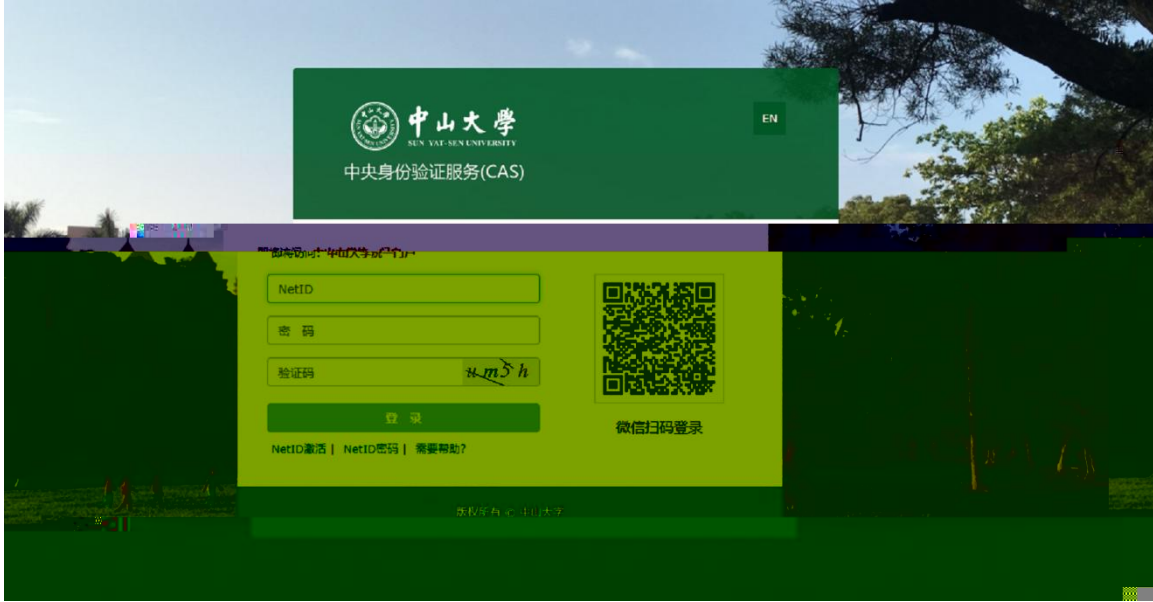 中山大學
SUN YAT-SEN UNIVERSITY
EN
中央身份验证服务(CAS)
NetID
密 码
验证码
登 录
NetID激活 | NetID密码 | 需要帮助?
微信扫码登录